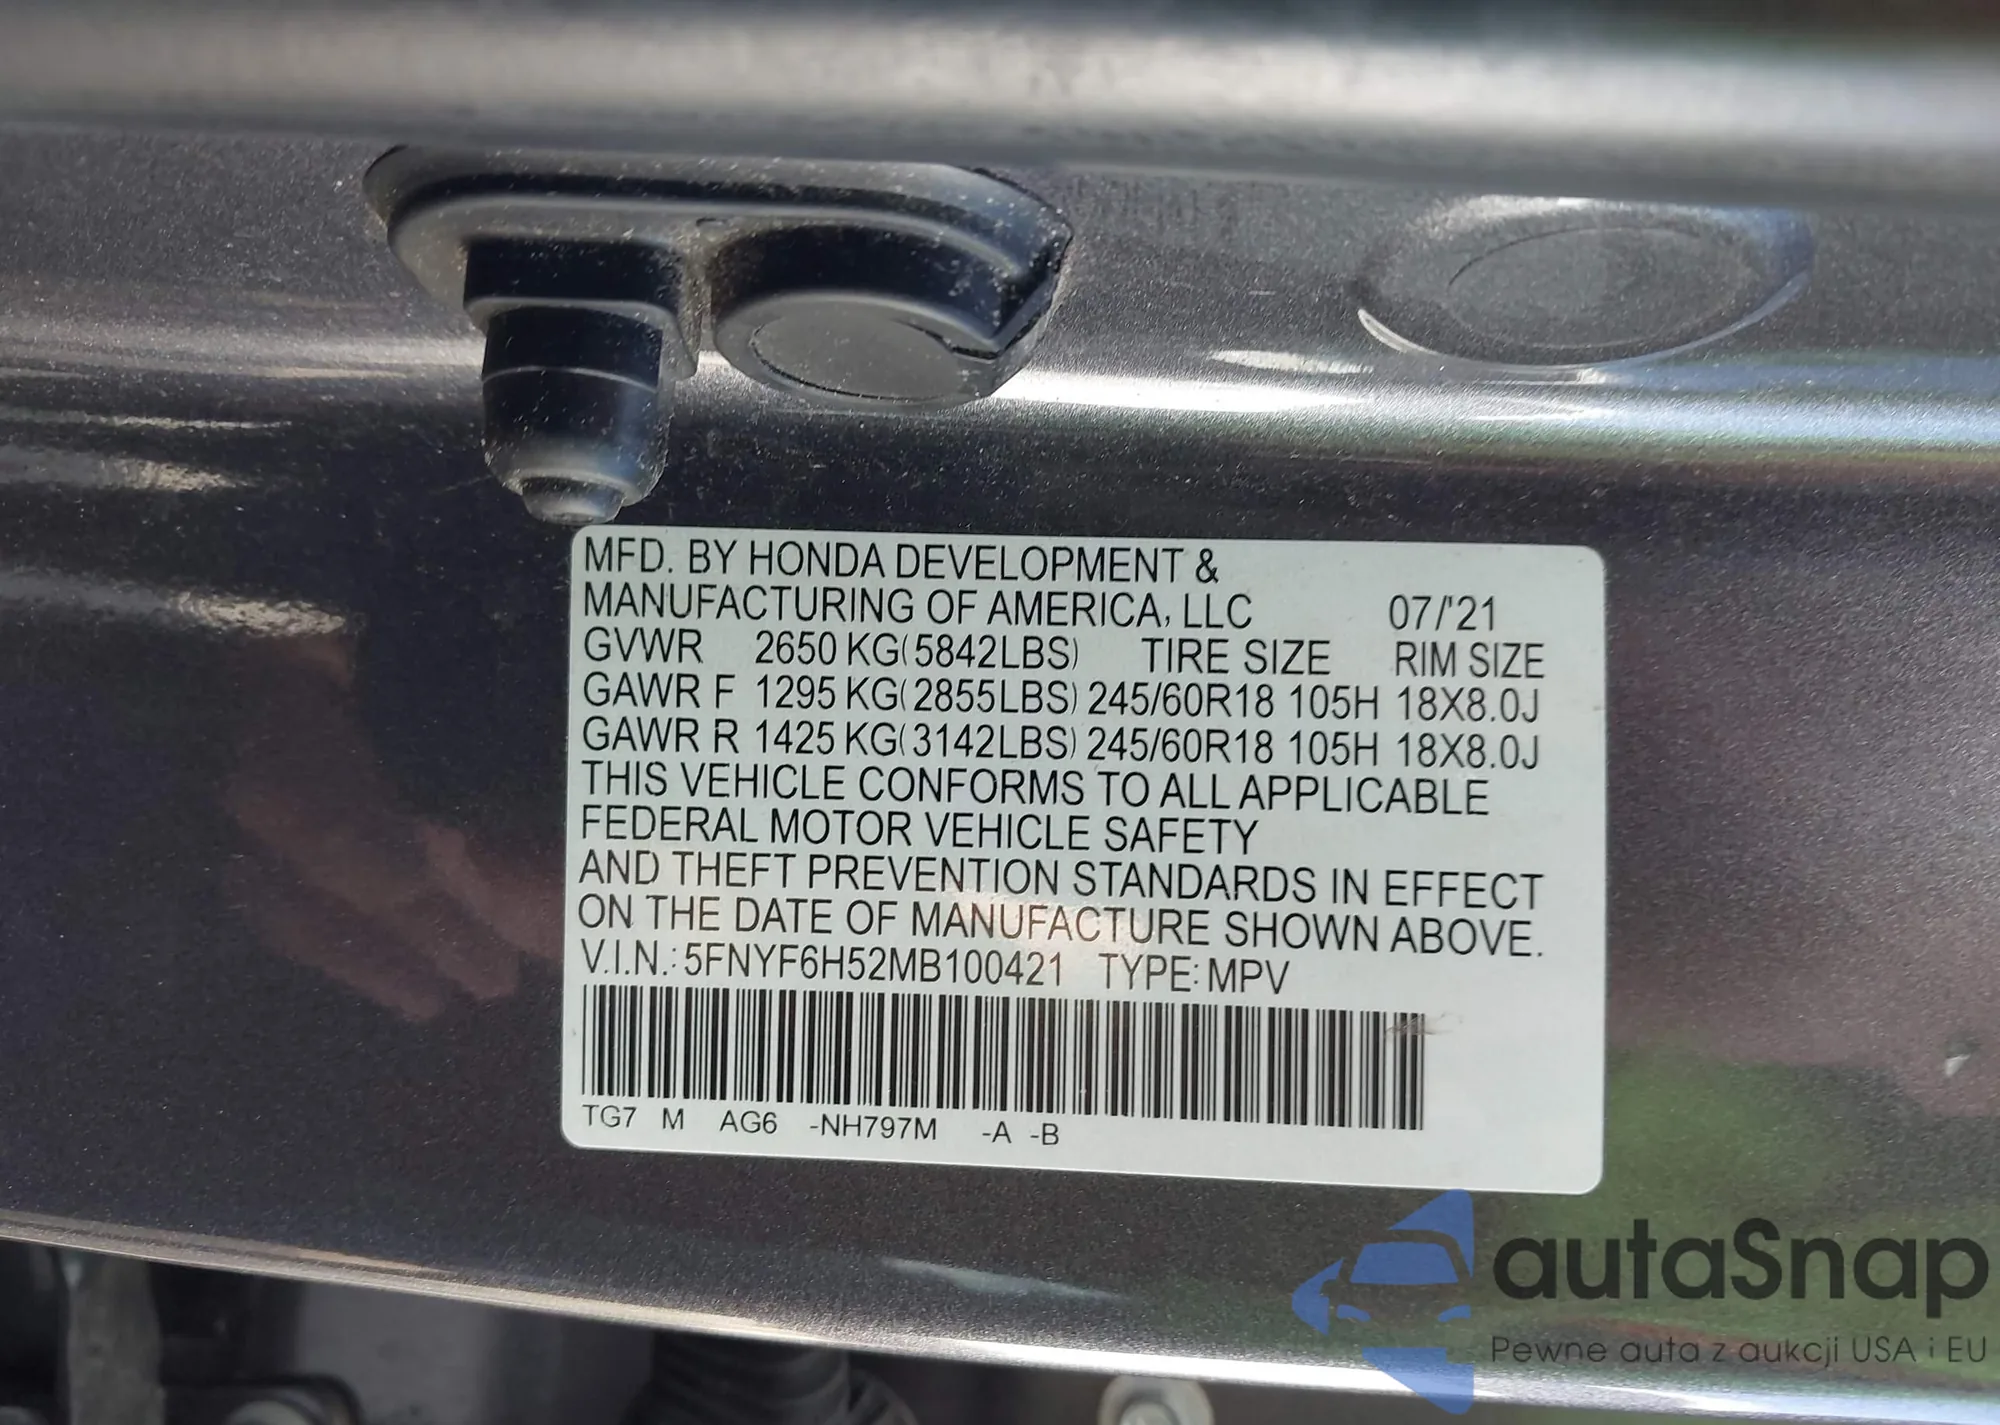 MFD. BY HONDA DEVELOPMENT &
MANUFACTURING OF AMERICA, LLC 07/'21
GVWR 2650 KG(5842LBS) TIRE SIZE RIM SIZE
GAWR F 1295 KG(2855LBS) 245/60R18 105H 18X8.0J
GAWR R 1425 KG(3142LBS) 245/60R18 105H 18X8.0J
THIS VEHICLE CONFORMS TO ALL APPLICABLE
FEDERAL MOTOR VEHICLE SAFETY
AND THEFT PREVENTION STANDARDS IN EFFECT
ON THE DATE OF MANUFACTURE SHOWN ABOVE.
V.I.N.: 5FNYF6H52MB100421 TYPE: MPV
TG7 M AG6 -NH797M -A -B
autaSnap
Pewne auta z aukcji USA i EU